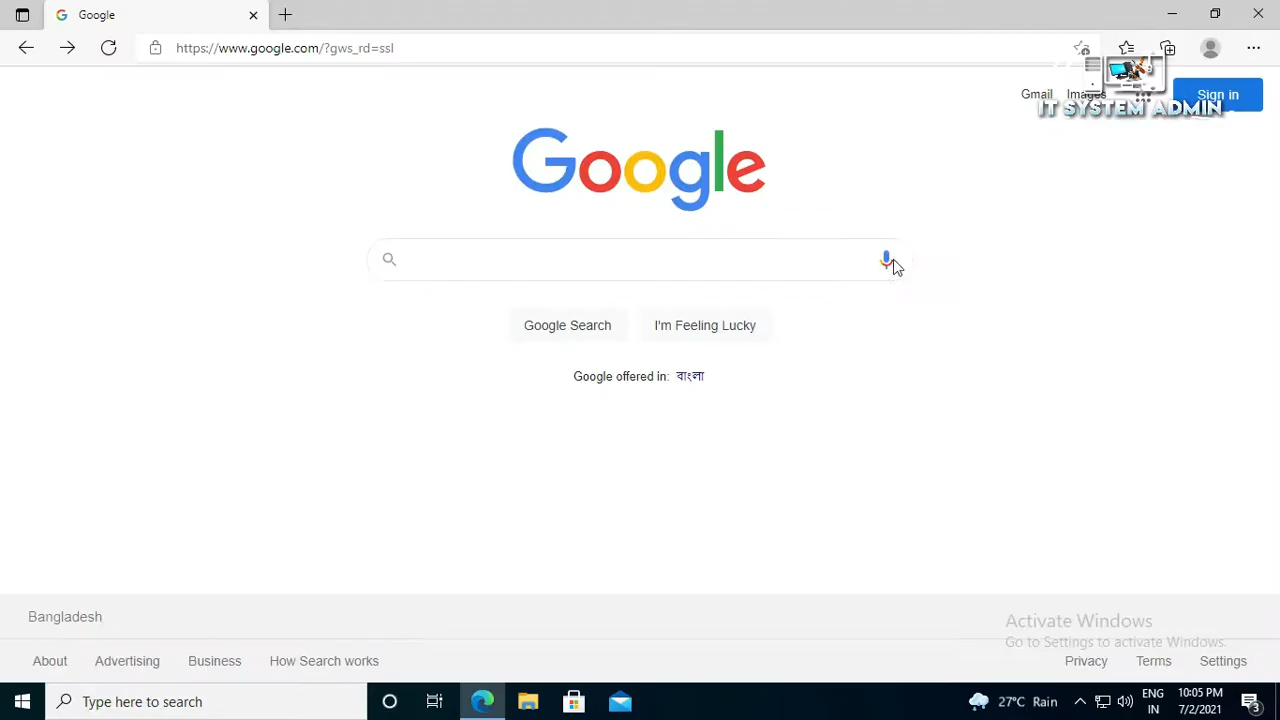 Google
https://www.google.com/?gws_rd=ssl
Gmail Images Sign in
IT SYSTEM ADMIN
Google
Google Search I'm Feeling Lucky
Google offered in: বাংলা
Bangladesh
Activate Windows
Go to Settings to activate Windows.
About Advertising Business How Search works Privacy Terms Settings
Type here to search
27°C Rain
ENG
IN
10:05 PM
7/2/2021
3